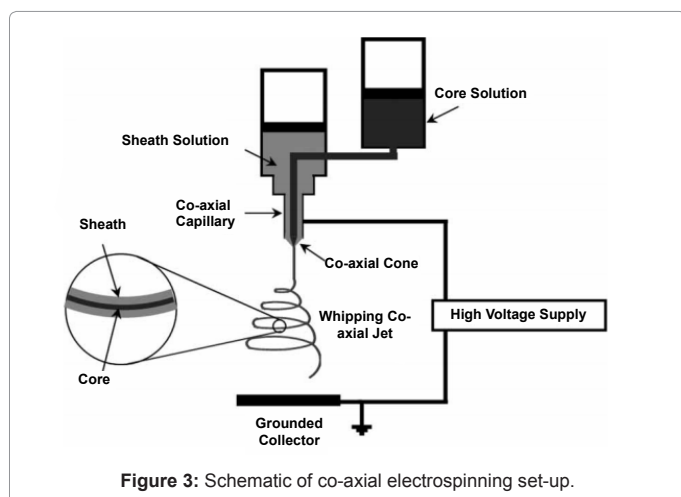 Core Solution
Sheath Solution
Co-axial
Capillary
Sheath
Co-axial Cone
Whipping Co-
axial Jet
High Voltage Supply
Core
Grounded
Collector
Figure 3: Schematic of co-axial electrospinning set-up.